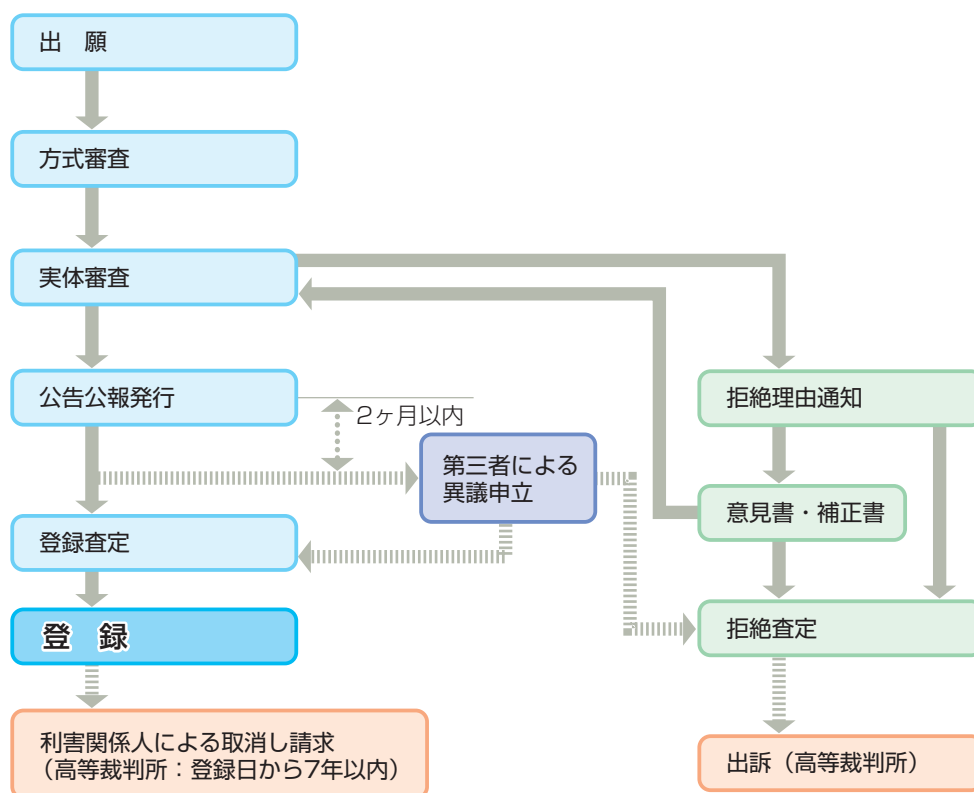 出　願
方式審査
実体審査
公告公報発行
2ヶ月以内
拒絶理由通知
第三者による
異議申立
意見書・補正書
登録査定
登　録
拒絶査定
利害関係人による取消し請求
（高等裁判所：登録日から7年以内）
出訴（高等裁判所）